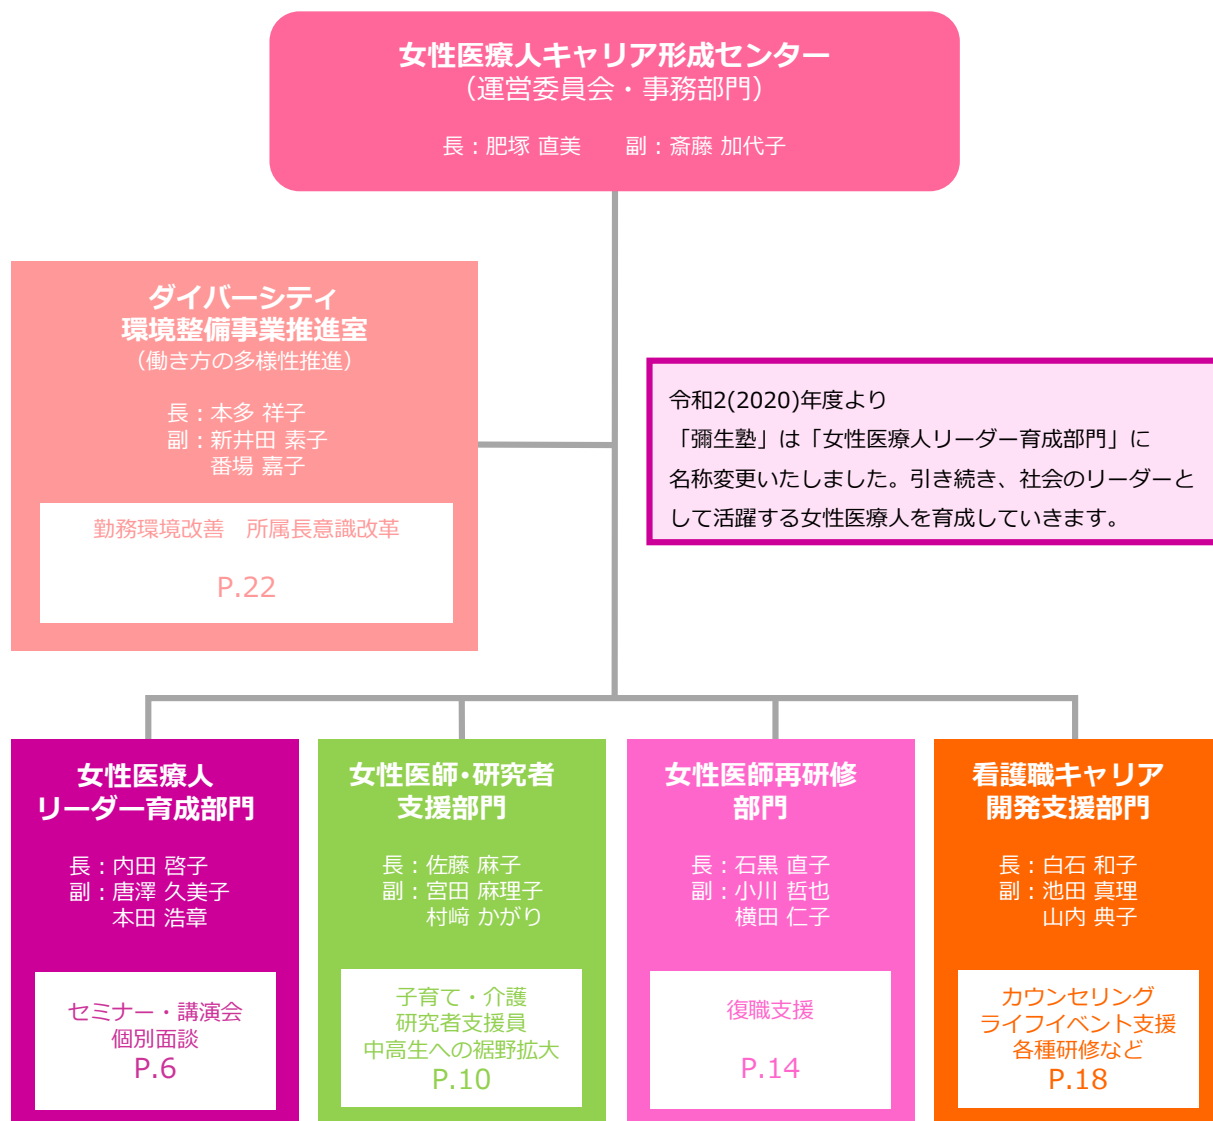 女性医療人キャリア形成センター
（運営委員会・事務部門）
長：肥塚 直美　　副：斎藤 加代子
ダイバーシティ
環境整備事業推進室
（働き方の多様性推進）
長：本多 祥子
副：新井田 素子
番場 嘉子
勤務環境改善　所属長意識改革
P.22
令和2(2020)年度より
「彌生塾」は「女性医療人リーダー育成部門」に
名称変更いたしました。引き続き、社会のリーダーと
して活躍する女性医療人を育成していきます。
女性医療人
リーダー育成部門
長：内田 啓子
副：唐澤 久美子
本田 浩章
セミナー・講演会
個別面談
P.6
女性医師・研究者
支援部門
長：佐藤 麻子
副：宮田 麻理子
村﨑 かがり
子育て・介護
研究者支援員
中高生への裾野拡大
P.10
女性医師再研修
部門
長：石黒 直子
副：小川 哲也
横田 仁子
復職支援
P.14
看護職キャリア
開発支援部門
長：白石 和子
副：池田 真理
山内 典子
カウンセリング
ライフイベント支援
各種研修など
P.18